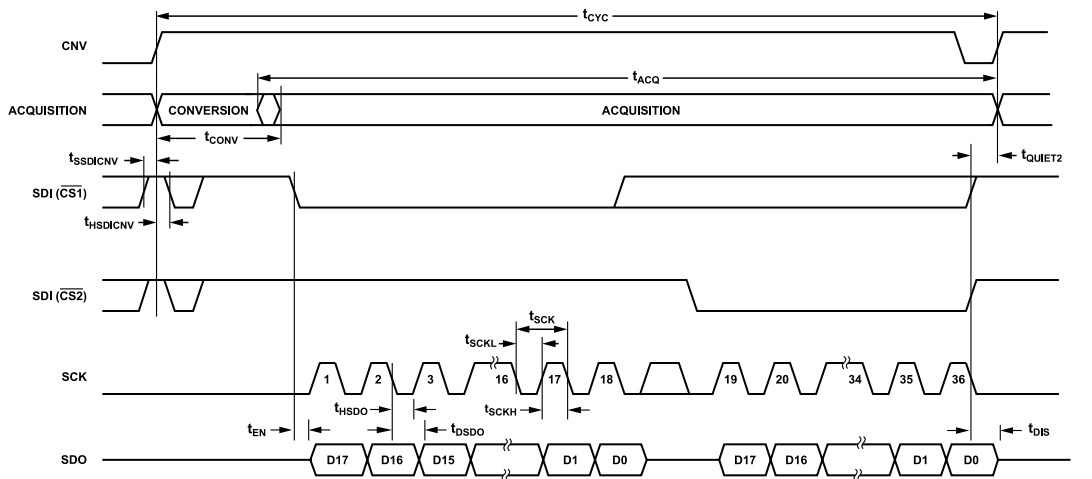 tCYC
CNV
tACQ
ACQUISITION CONVERSION ACQUISITION
tCONV
tSSDICNV tQUIET2
SDI (CS1)
tHSDICNV
SDI (CS2)
tSCK
tSCKL
SCK 1 2 3 16 17 18 19 20 34 35 36
tHSDO tSCKH
tEN tDSDO tDIS
SDO D17 D16 D15 D1 D0 D17 D16 D1 D0